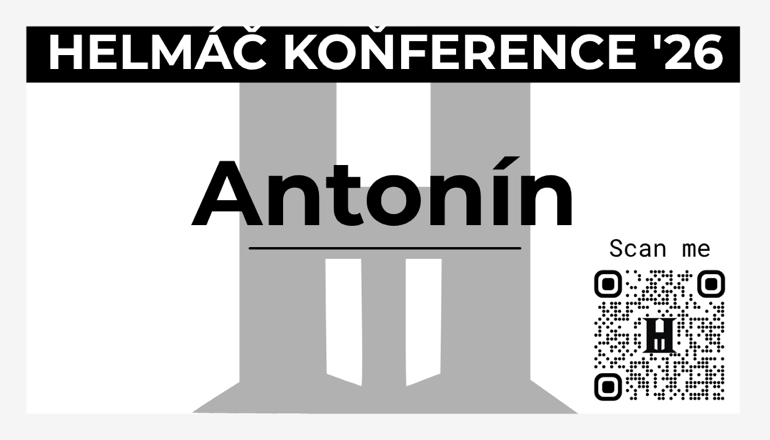 HELMÁČ KOŇFERENCE '26
Antonín
Scan me
H